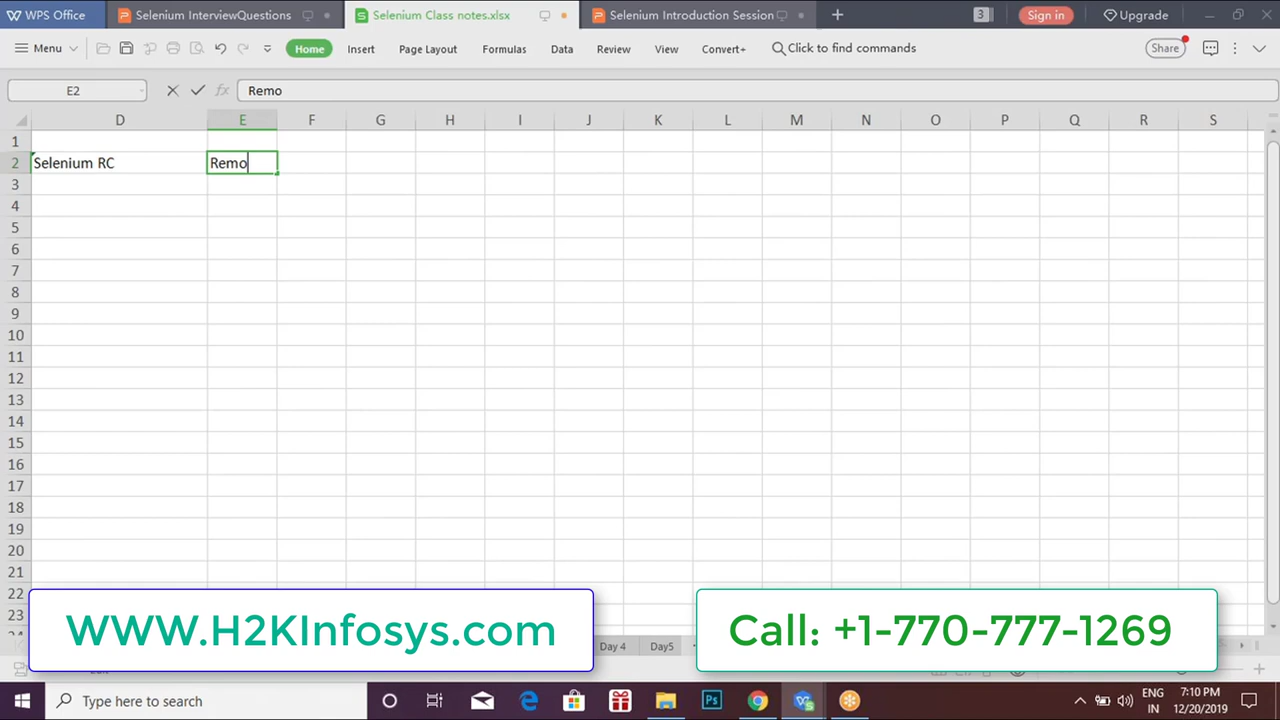 WPS Office
Selenium InterviewQuestions
Selenium Class notes.xlsx
Selenium Introduction Session
3
Sign in
Upgrade
Menu
Home
Insert
Page Layout
Formulas
Data
Review
View
Convert+
Click to find commands
Share
E2
fx
Remo
D E F G H I J K L M N O P Q R S
1
2 Selenium RC Remo
3
4
5
6
7
8
9
10
11
12
13
14
15
16
17
18
19
20
21
22
23
WWW.H2KInfosys.com
Call: +1-770-777-1269
Day 4
Day5
Type here to search
Ps
ENG
IN
7:10 PM
12/20/2019